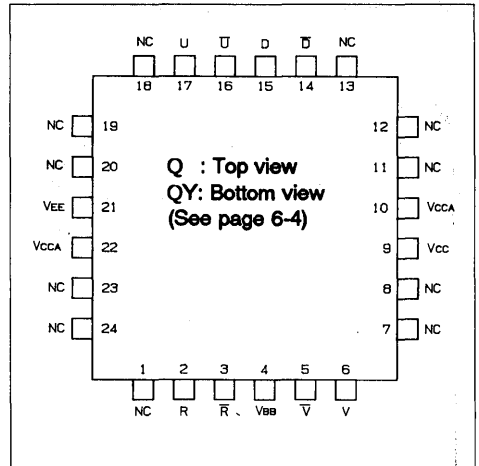 NC U U̅ D D̅ NC
18 17 16 15 14 13
NC 19 12 NC
NC 20 11 NC
Q : Top view
QY: Bottom view
(See page 6-4)
VEE 21 10 VCCA
VCCA 22 9 VCC
NC 23 8 NC
NC 24 7 NC
1 2 3 4 5 6
NC R R̅ VBB V̅ V